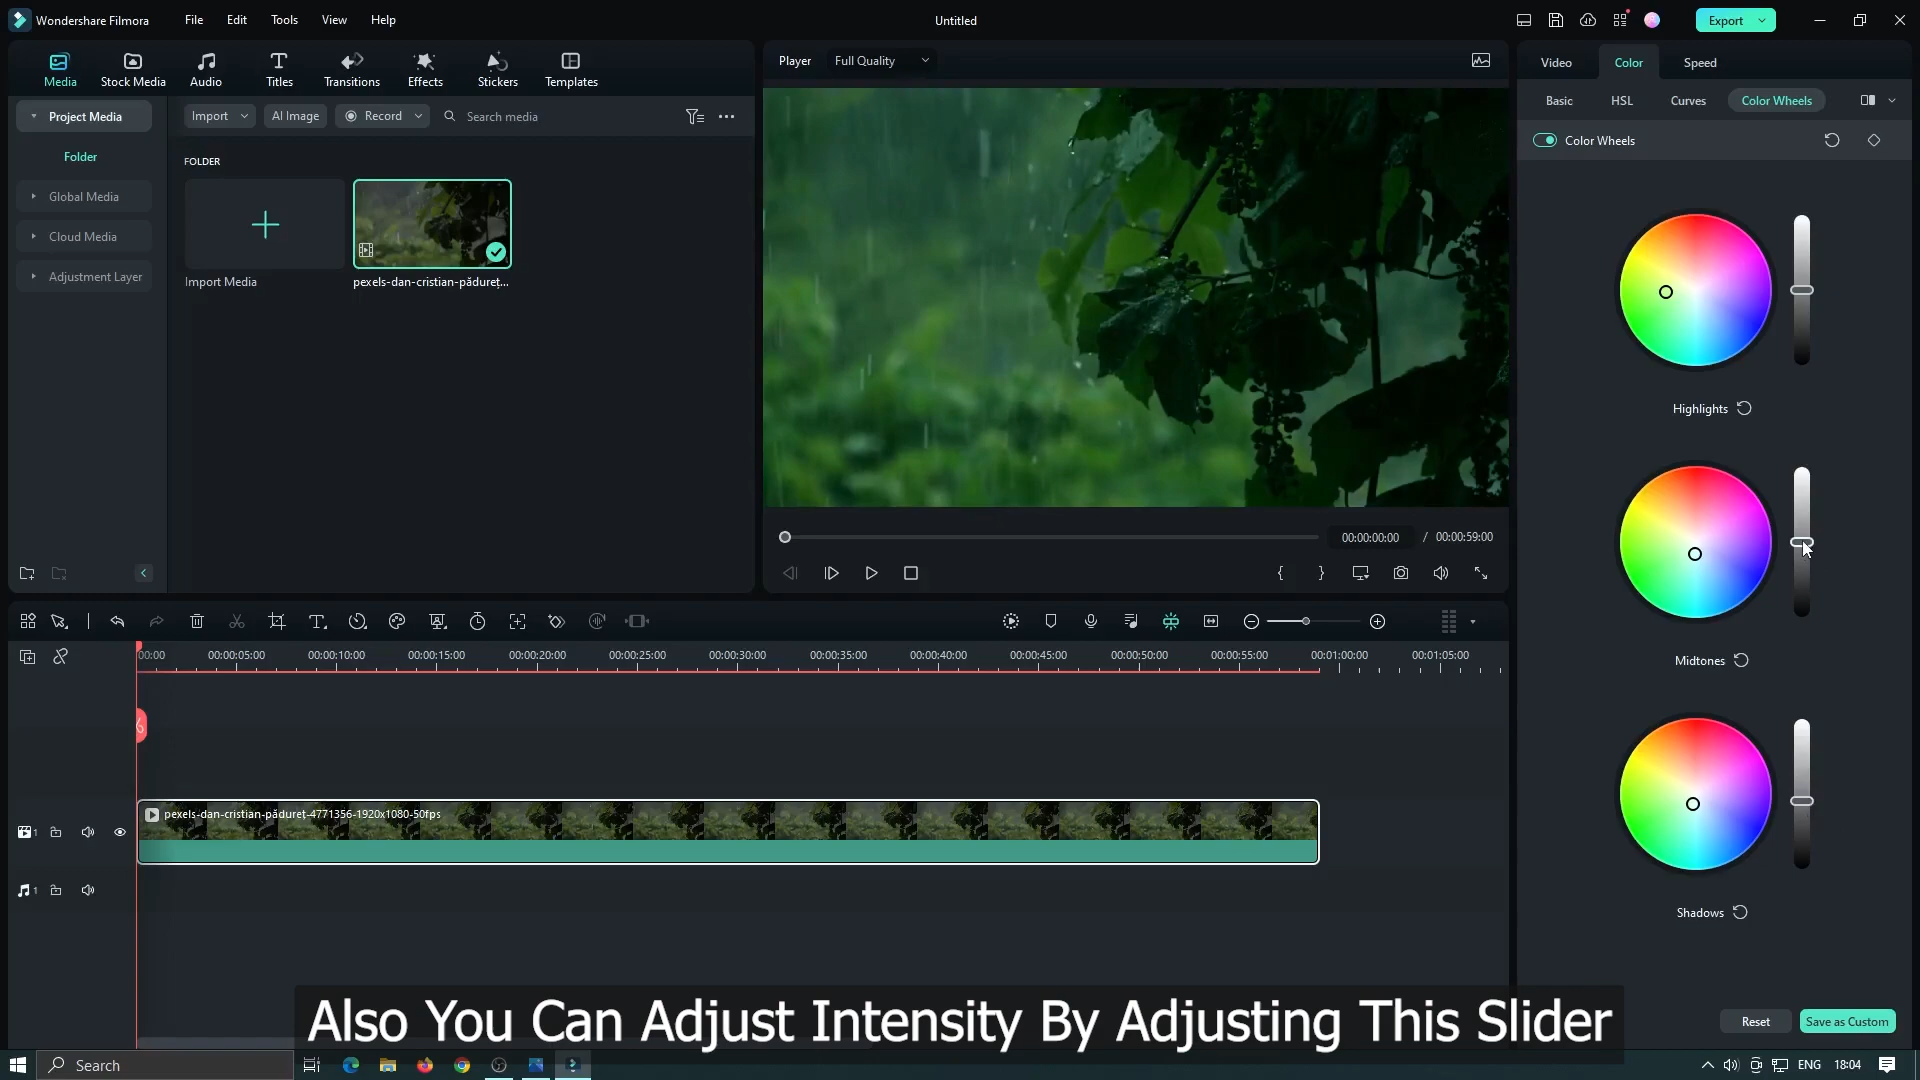 Wondershare Filmora
File
Edit
Tools
View
Help
Untitled
Export
Media
Stock Media
Audio
Titles
Transitions
Effects
Stickers
Templates
Player
Full Quality
Video
Color
Speed
Project Media
Import
AI Image
Record
Search media
Basic
HSL
Curves
Color Wheels
Color Wheels
Folder
FOLDER
Global Media
Cloud Media
Adjustment Layer
Import Media
pexels-dan-cristian-pădureț...
Highlights
00:00:00:00 / 00:00:59:00
Midtones
:00:00
00:00:05:00
00:00:10:00
00:00:15:00
00:00:20:00
00:00:25:00
00:00:30:00
00:00:35:00
00:00:40:00
00:00:45:00
00:00:50:00
00:00:55:00
00:01:00:00
00:01:05:00
pexels-dan-cristian-pădureț-4771356-1920x1080-50fps
1
1
Shadows
Also You Can Adjust Intensity By Adjusting This Slider
Reset
Save as Custom
Search
ENG
18:04